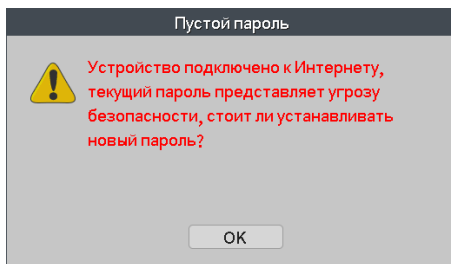 Пустой пароль
Устройство подключено к Интернету,
текущий пароль представляет угрозу
безопасности, стоит ли устанавливать
новый пароль?
OK